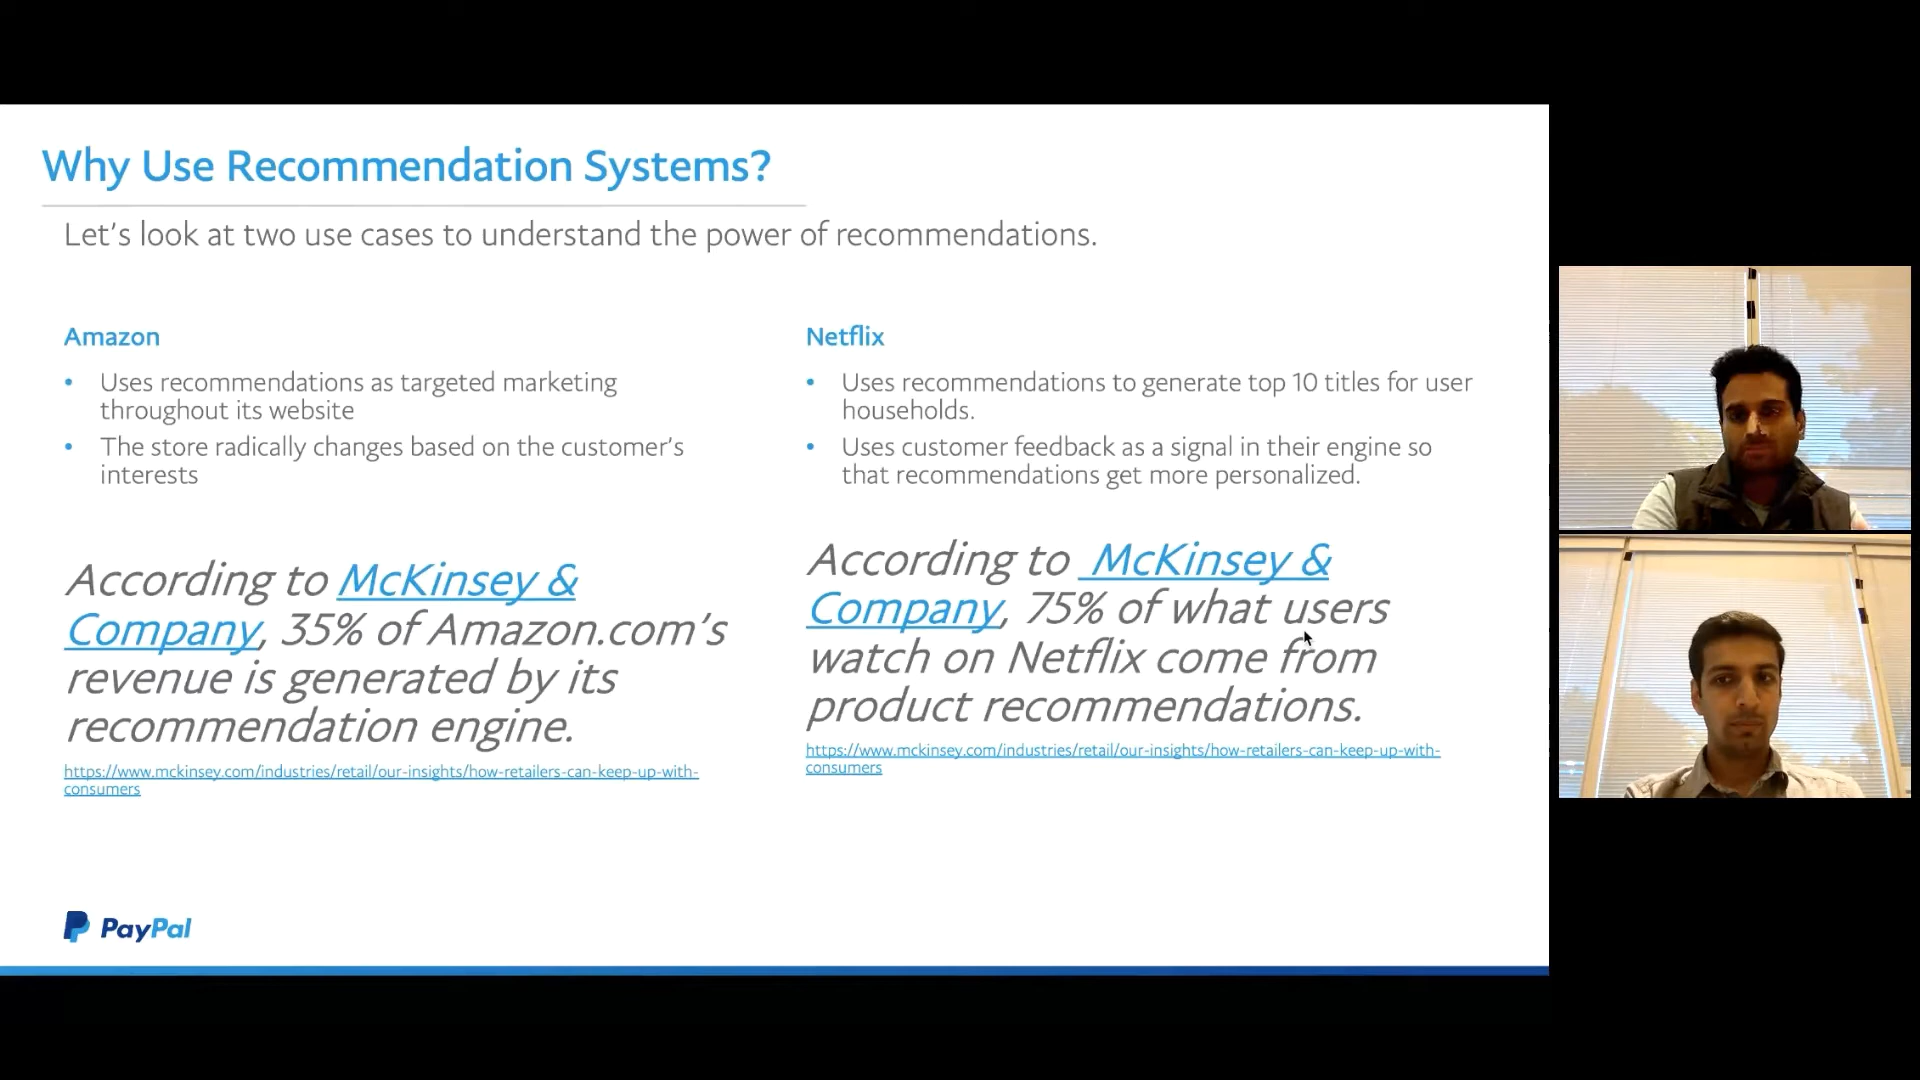 Why Use Recommendation Systems?
Let's look at two use cases to understand the power of recommendations.
Amazon
• Uses recommendations as targeted marketing
throughout its website
• The store radically changes based on the customer's
interests
According to McKinsey &
Company, 35% of Amazon.com's
revenue is generated by its
recommendation engine.
https://www.mckinsey.com/industries/retail/our-insights/how-retailers-can-keep-up-with-
consumers
Netflix
• Uses recommendations to generate top 10 titles for user
households.
• Uses customer feedback as a signal in their engine so
that recommendations get more personalized.
According to McKinsey &
Company, 75% of what users
watch on Netflix come from
product recommendations.
https://www.mckinsey.com/industries/retail/our-insights/how-retailers-can-keep-up-with-
consumers
PayPal